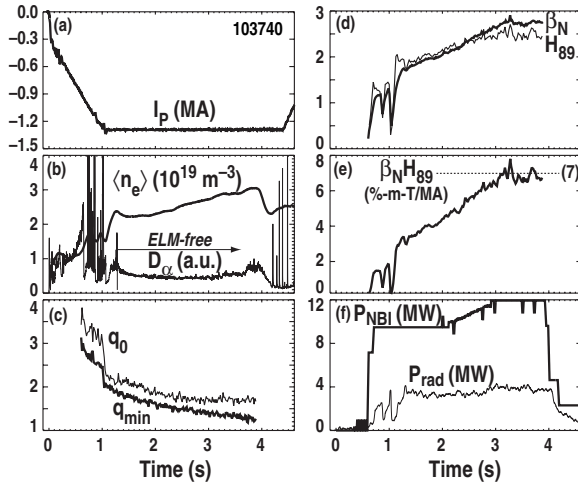 (a)
103740
I_P (MA)
0.0
−0.3
−0.6
−0.9
−1.2
−1.5
(b)
⟨n_e⟩ (10^19 m^−3)
ELM-free
D_α (a.u.)
4
3
2
1
0
(c)
q_0
q_min
4
3
2
1
0
1
2
3
4
Time (s)
(d)
β_N
H_89
3
2
1
0
(e)
β_N H_89
(7)
(%-m-T/MA)
8
6
4
2
0
(f)
P_NBI (MW)
P_rad (MW)
12
8
4
0
0
1
2
3
4
Time (s)